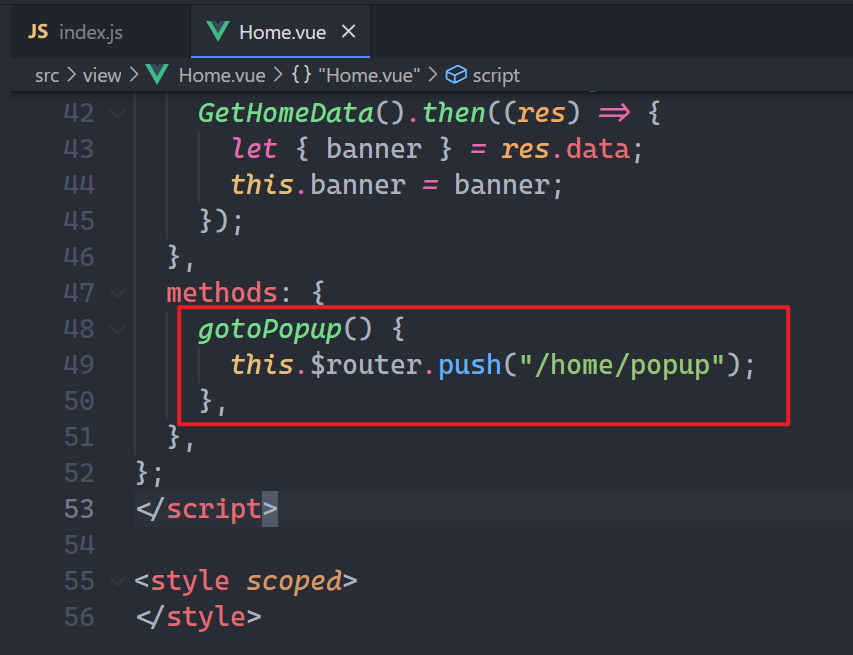 JS index.js Home.vue ×
src > view > Home.vue > {} "Home.vue" > script
42 GetHomeData().then((res) => {
43 let { banner } = res.data;
44 this.banner = banner;
45 });
46 },
47 methods: {
48 gotoPopup() {
49 this.$router.push("/home/popup");
50 },
51 },
52 };
53 </script>
54
55 <style scoped>
56 </style>